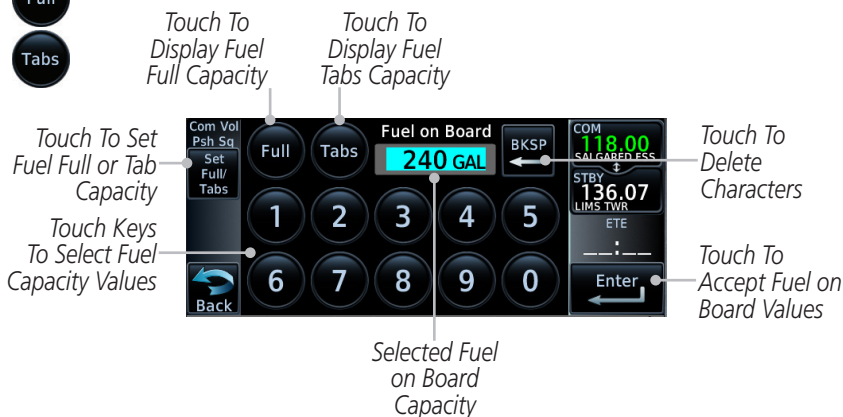 Full
Tabs
Touch To
Display Fuel
Full Capacity
Touch To
Display Fuel
Tabs Capacity
Touch To Set
Fuel Full or Tab
Capacity
Touch Keys
To Select Fuel
Capacity Values
Com Vol
Psh Sq
Set
Full/
Tabs
Back
Full
Tabs
Fuel on Board
240 GAL
BKSP
1 2 3 4 5
6 7 8 9 0
COM
118.00
SALGARED ESS
STBY
136.07
LIMS TWR
ETE
__:__
Enter
Touch To
Delete
Characters
Touch To
Accept Fuel on
Board Values
Selected Fuel
on Board
Capacity